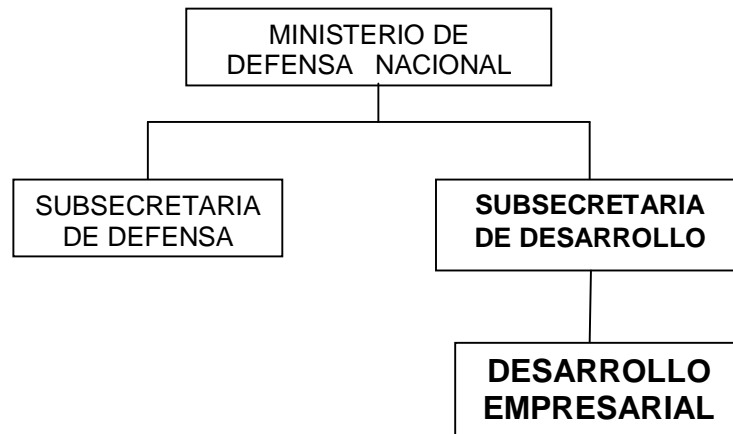 MINISTERIO DE
DEFENSA NACIONAL
SUBSECRETARIA
DE DEFENSA
SUBSECRETARIA
DE DESARROLLO
DESARROLLO
EMPRESARIAL